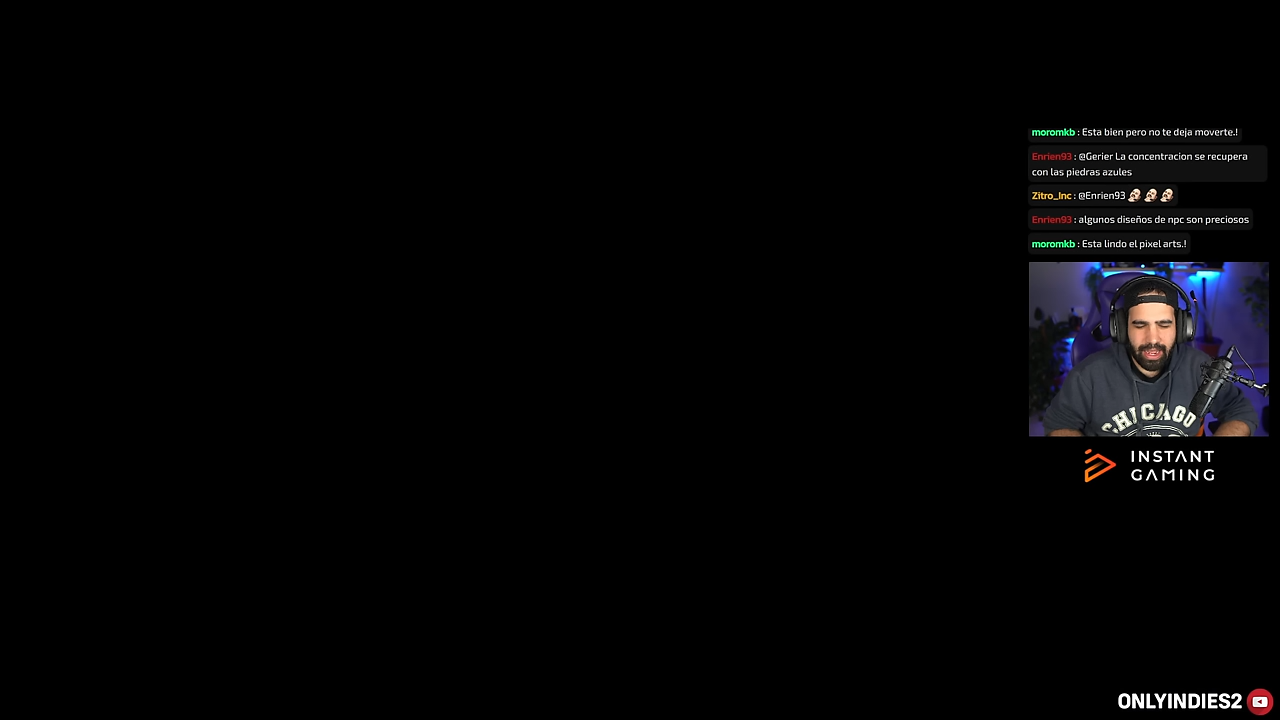 moromkb : Esta bien pero no te deja moverte.!
Enrien93 : @Gerier La concentracion se recupera
con las piedras azules
Zitro_Inc : @Enrien93
Enrien93 : algunos diseños de npc son preciosos
moromkb : Esta lindo el pixel arts.!
CHICAGO
INSTANT
GAMING
ONLYINDIES2